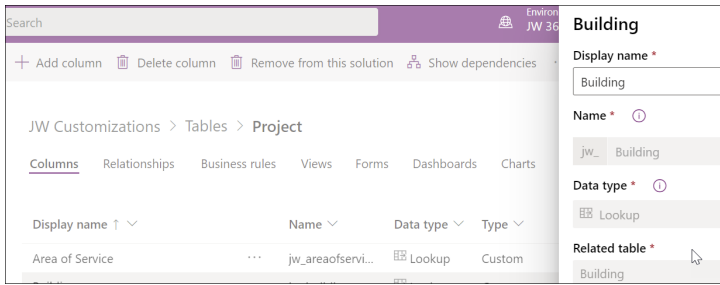 Search
Environ
JW 36
Add column Delete column Remove from this solution Show dependencies
JW Customizations > Tables > Project
Columns Relationships Business rules Views Forms Dashboards Charts
Display name ↑ Name Data type Type
Area of Service ... jw_areofservi... Lookup Custom
Building
Display name *
Building
Name *
jw_ Building
Data type *
Lookup
Related table *
Building